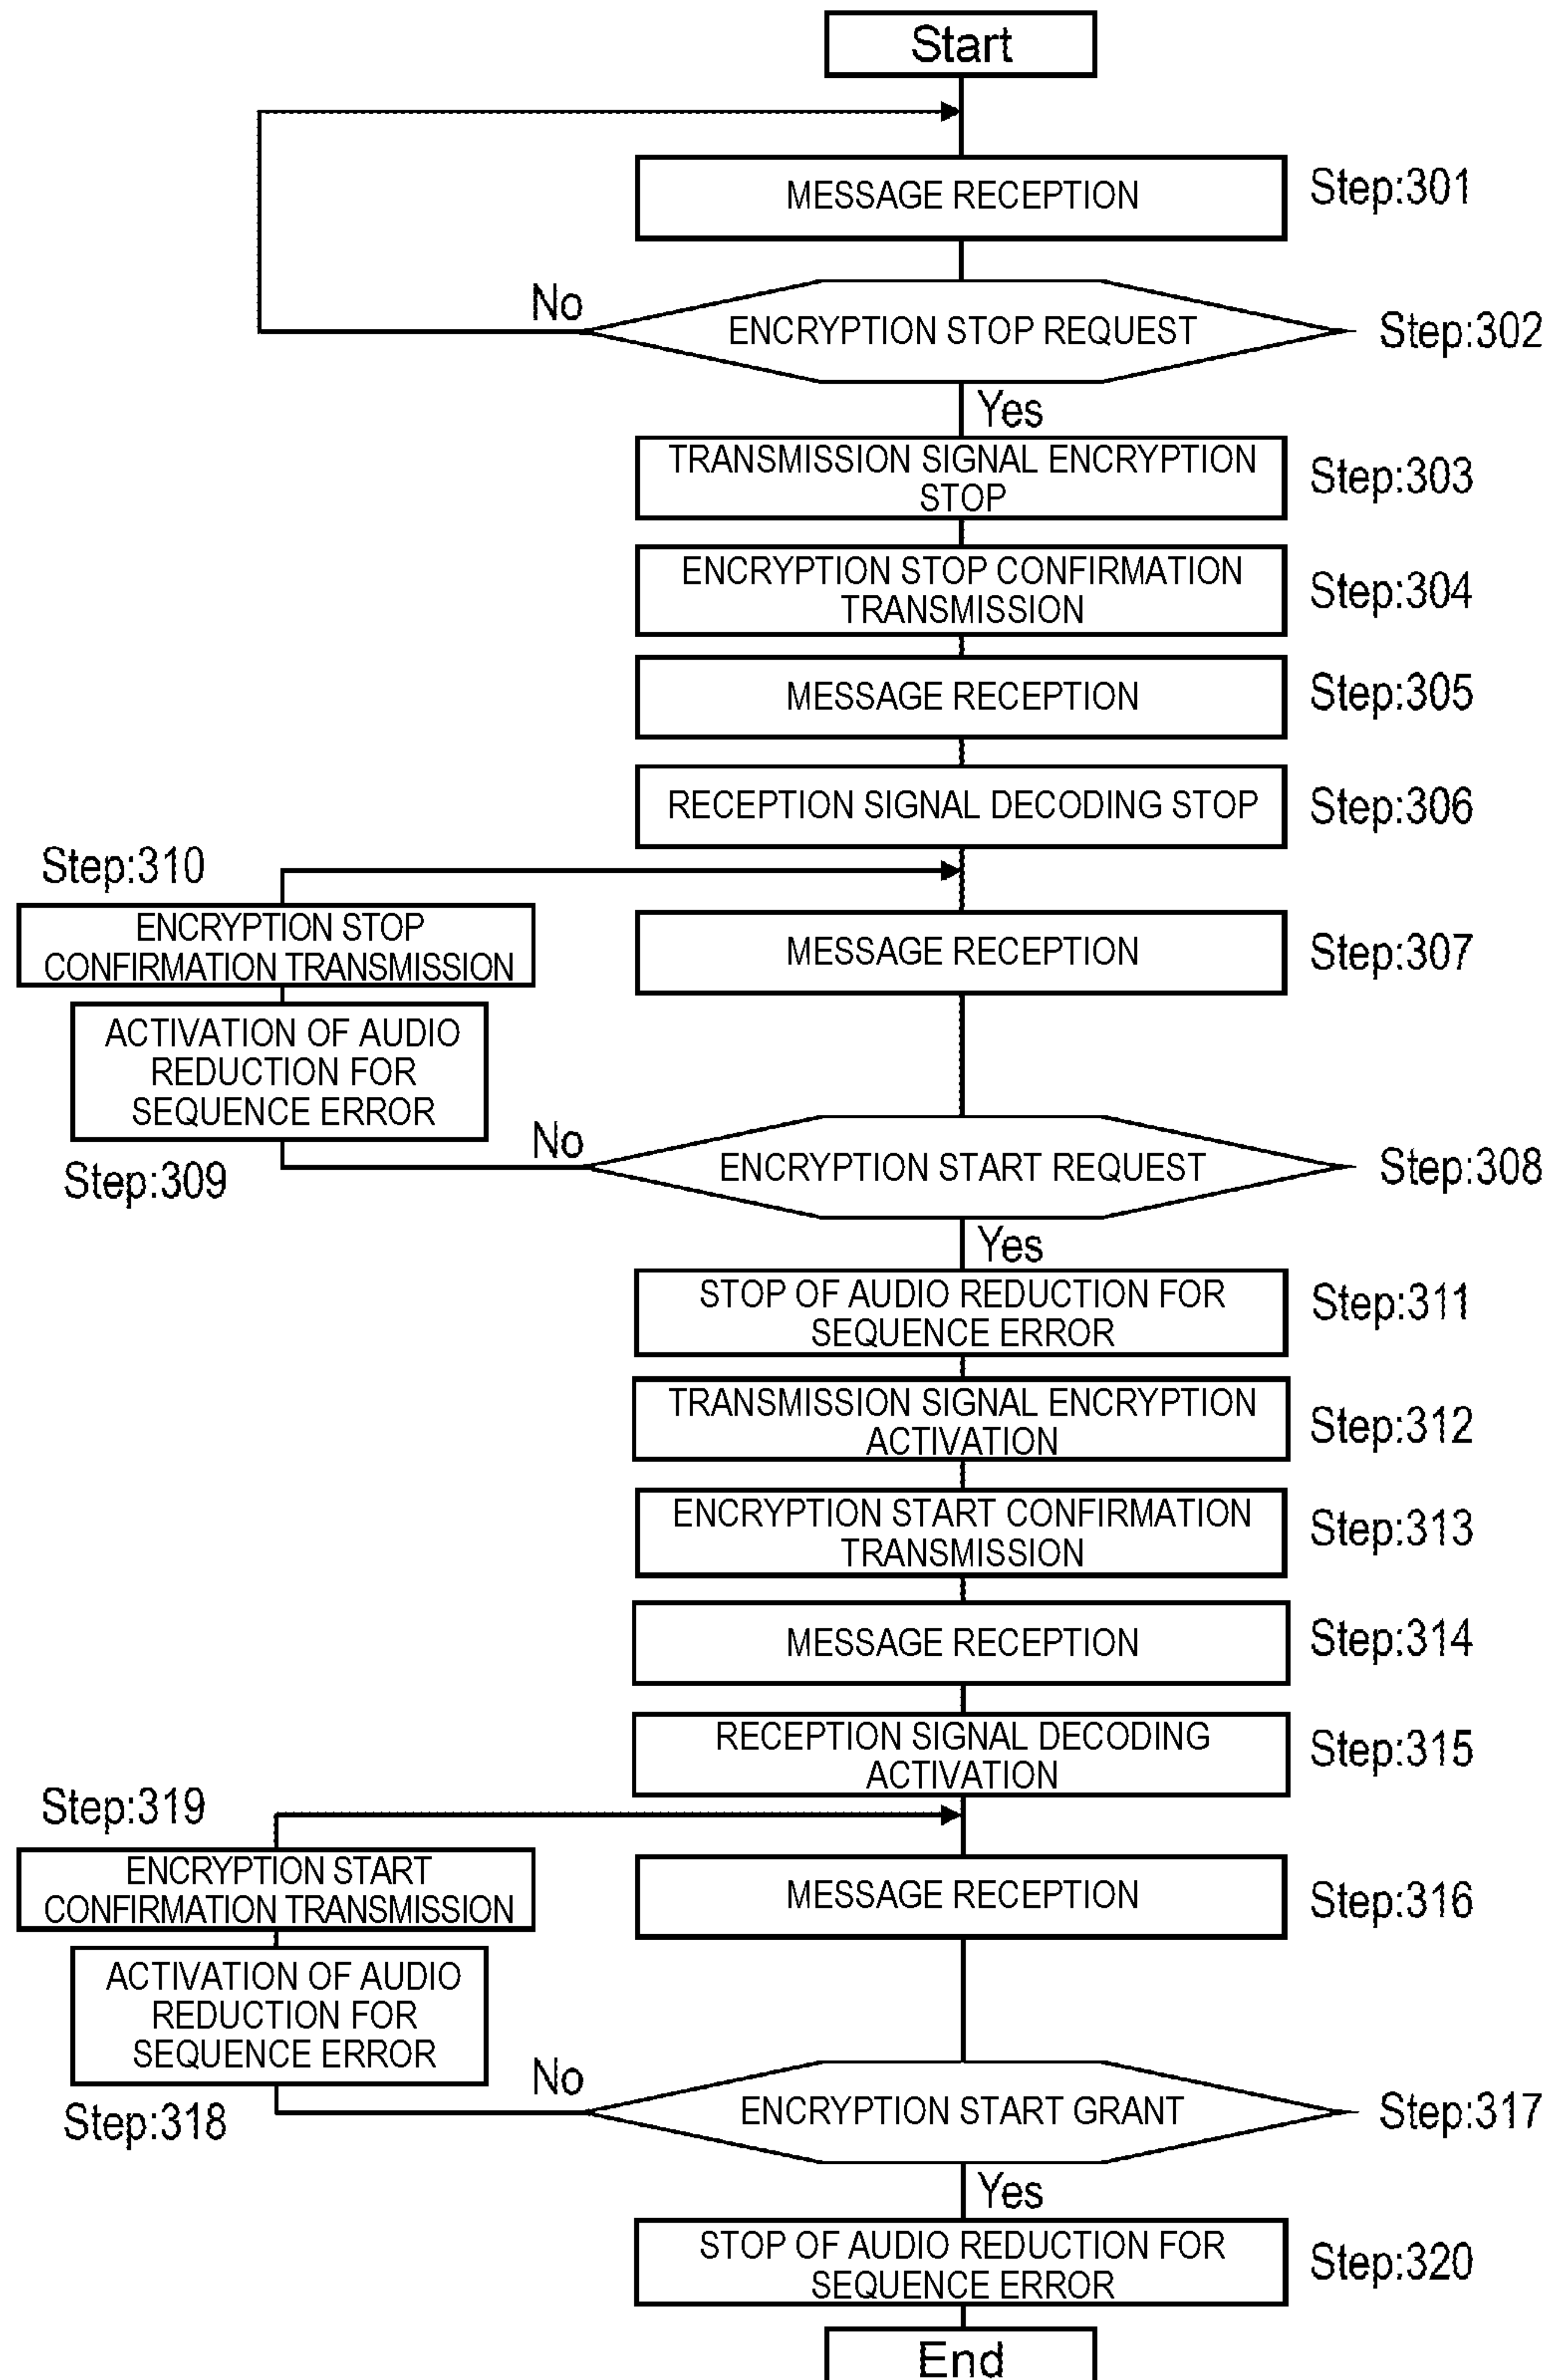 Start
MESSAGE RECEPTION
Step:301
No
ENCRYPTION STOP REQUEST
Step:302
Yes
TRANSMISSION SIGNAL ENCRYPTION
STOP
Step:303
ENCRYPTION STOP CONFIRMATION
TRANSMISSION
Step:304
MESSAGE RECEPTION
Step:305
RECEPTION SIGNAL DECODING STOP
Step:306
Step:310
ENCRYPTION STOP
CONFIRMATION TRANSMISSION
MESSAGE RECEPTION
Step:307
ACTIVATION OF AUDIO
REDUCTION FOR
SEQUENCE ERROR
Step:309
No
ENCRYPTION START REQUEST
Step:308
Yes
STOP OF AUDIO REDUCTION FOR
SEQUENCE ERROR
Step:311
TRANSMISSION SIGNAL ENCRYPTION
ACTIVATION
Step:312
ENCRYPTION START CONFIRMATION
TRANSMISSION
Step:313
MESSAGE RECEPTION
Step:314
RECEPTION SIGNAL DECODING
ACTIVATION
Step:315
Step:319
ENCRYPTION START
CONFIRMATION TRANSMISSION
MESSAGE RECEPTION
Step:316
ACTIVATION OF AUDIO
REDUCTION FOR
SEQUENCE ERROR
Step:318
No
ENCRYPTION START GRANT
Step:317
Yes
STOP OF AUDIO REDUCTION FOR
SEQUENCE ERROR
Step:320
End